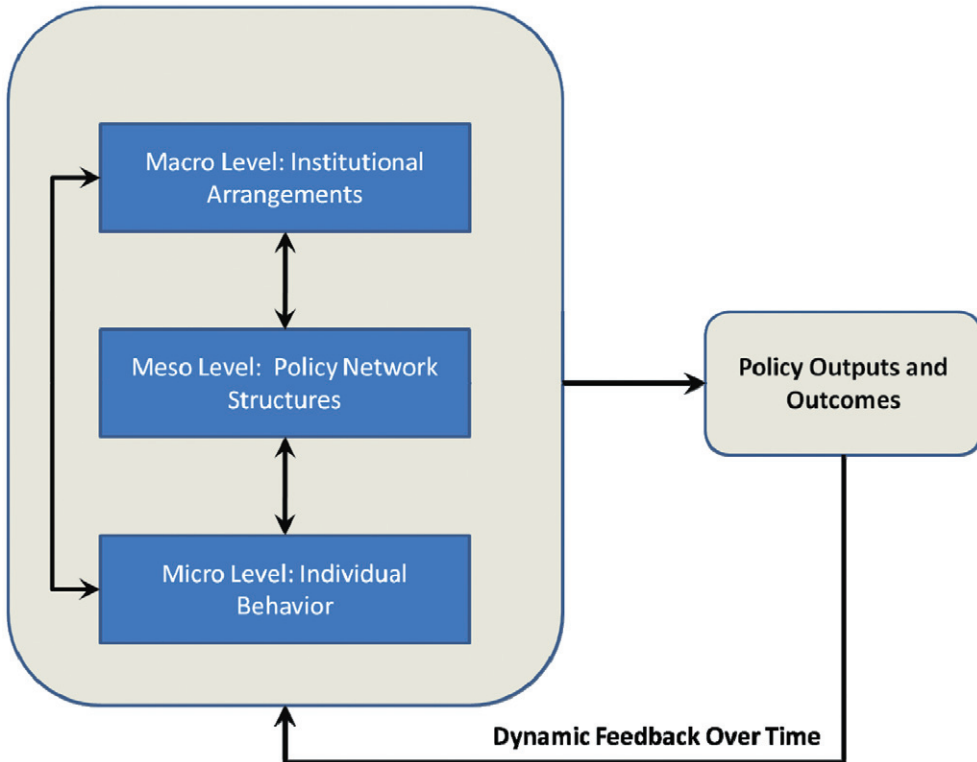 Macro Level: Institutional
Arrangements
Meso Level:  Policy Network
Structures
Policy Outputs and
Outcomes
Micro Level: Individual
Behavior
Dynamic Feedback Over Time